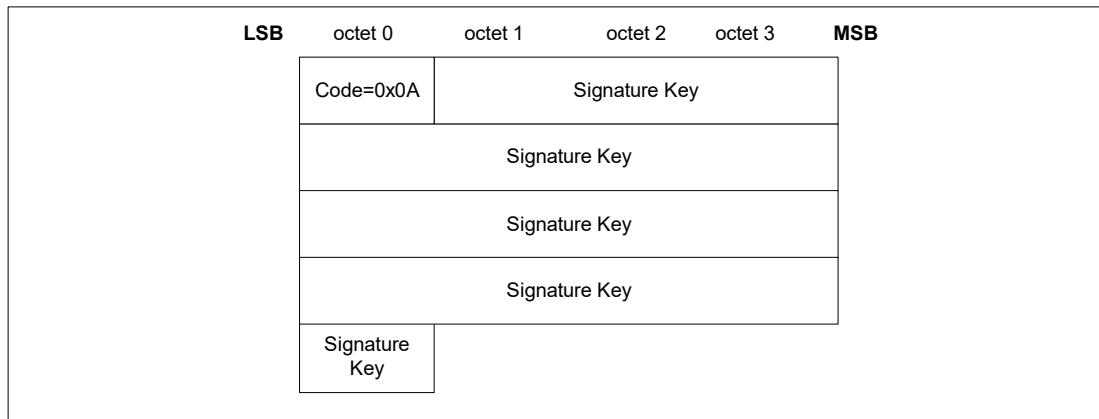 LSB octet 0 octet 1 octet 2 octet 3 MSB
Code=0x0A Signature Key
Signature Key
Signature Key
Signature Key
Signature
Key